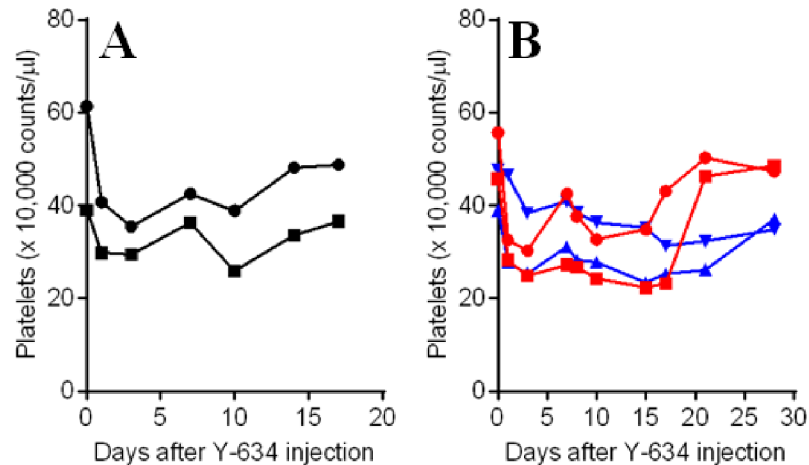 A
B
Platelets (x 10,000 counts/µl)
80
60
40
20
0
0 5 10 15 20
Days after Y-634 injection
Platelets (x 10,000 counts/µl)
80
60
40
20
0
0 5 10 15 20 25 30
Days after Y-634 injection